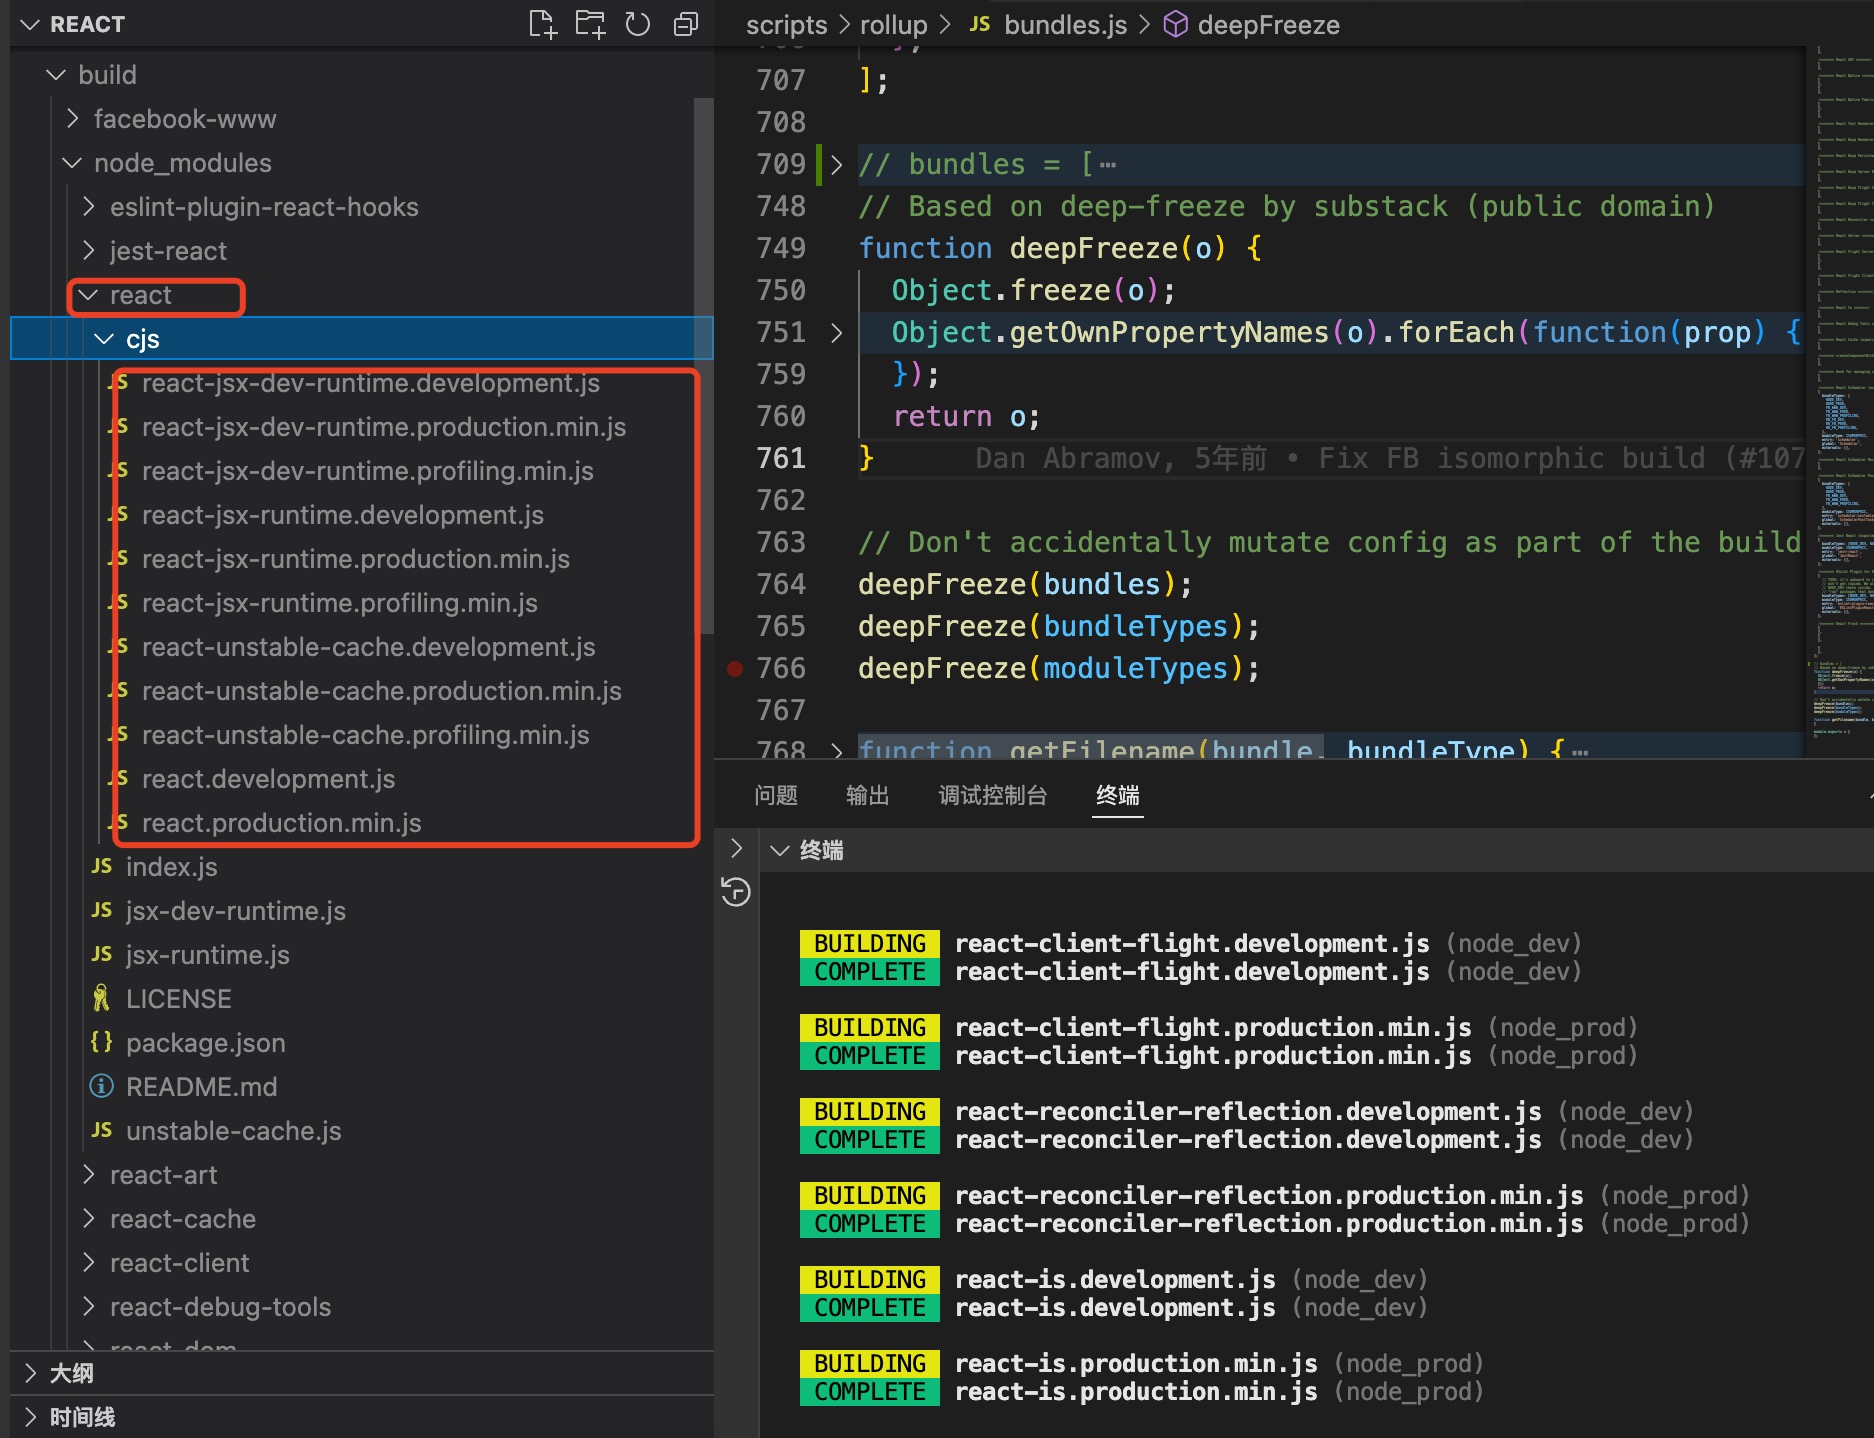 REACT
build
facebook-www
node_modules
eslint-plugin-react-hooks
jest-react
react
cjs
JS react-jsx-dev-runtime.development.js
JS react-jsx-dev-runtime.production.min.js
JS react-jsx-dev-runtime.profiling.min.js
JS react-jsx-runtime.development.js
JS react-jsx-runtime.production.min.js
JS react-jsx-runtime.profiling.min.js
JS react-unstable-cache.development.js
JS react-unstable-cache.production.min.js
JS react-unstable-cache.profiling.min.js
JS react.development.js
JS react.production.min.js
JS index.js
JS jsx-dev-runtime.js
JS jsx-runtime.js
LICENSE
{} package.json
README.md
JS unstable-cache.js
react-art
react-cache
react-client
react-debug-tools
react-dom
大纲
时间线
scripts > rollup > JS bundles.js > deepFreeze
707 ];
708
709 // bundles = [⋯
748 // Based on deep-freeze by substack (public domain)
749 function deepFreeze(o) {
750 Object.freeze(o);
751 Object.getOwnPropertyNames(o).forEach(function(prop) {
759 });
760 return o;
761 } Dan Abramov, 5年前 • Fix FB isomorphic build (#107
762
763 // Don't accidentally mutate config as part of the build
764 deepFreeze(bundles);
765 deepFreeze(bundleTypes);
766 deepFreeze(moduleTypes);
767
768 function getFilename(bundle, bundleType) {⋯
问题 输出 调试控制台 终端
终端
BUILDING react-client-flight.development.js (node_dev)
COMPLETE react-client-flight.development.js (node_dev)
BUILDING react-client-flight.production.min.js (node_prod)
COMPLETE react-client-flight.production.min.js (node_prod)
BUILDING react-reconciler-reflection.development.js (node_dev)
COMPLETE react-reconciler-reflection.development.js (node_dev)
BUILDING react-reconciler-reflection.production.min.js (node_prod)
COMPLETE react-reconciler-reflection.production.min.js (node_prod)
BUILDING react-is.development.js (node_dev)
COMPLETE react-is.development.js (node_dev)
BUILDING react-is.production.min.js (node_prod)
COMPLETE react-is.production.min.js (node_prod)